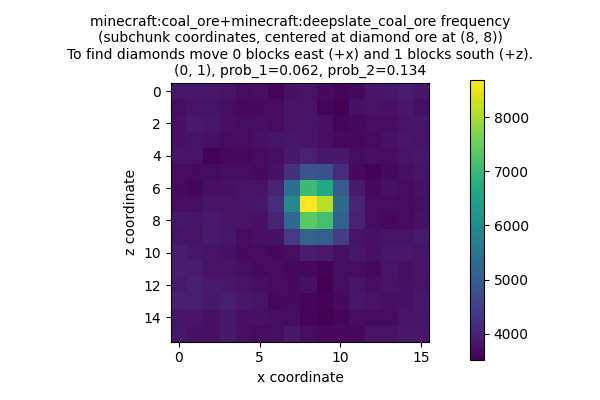 minecraft:coal_ore+minecraft:deepslate_coal_ore frequency
(subchunk coordinates, centered at diamond ore at (8, 8))
To find diamonds move 0 blocks east (+x) and 1 blocks south (+z).
(0, 1), prob_1=0.062, prob_2=0.134
0
2
4
6
8
10
12
14
z coordinate
0
5
10
15
x coordinate
8000
7000
6000
5000
4000